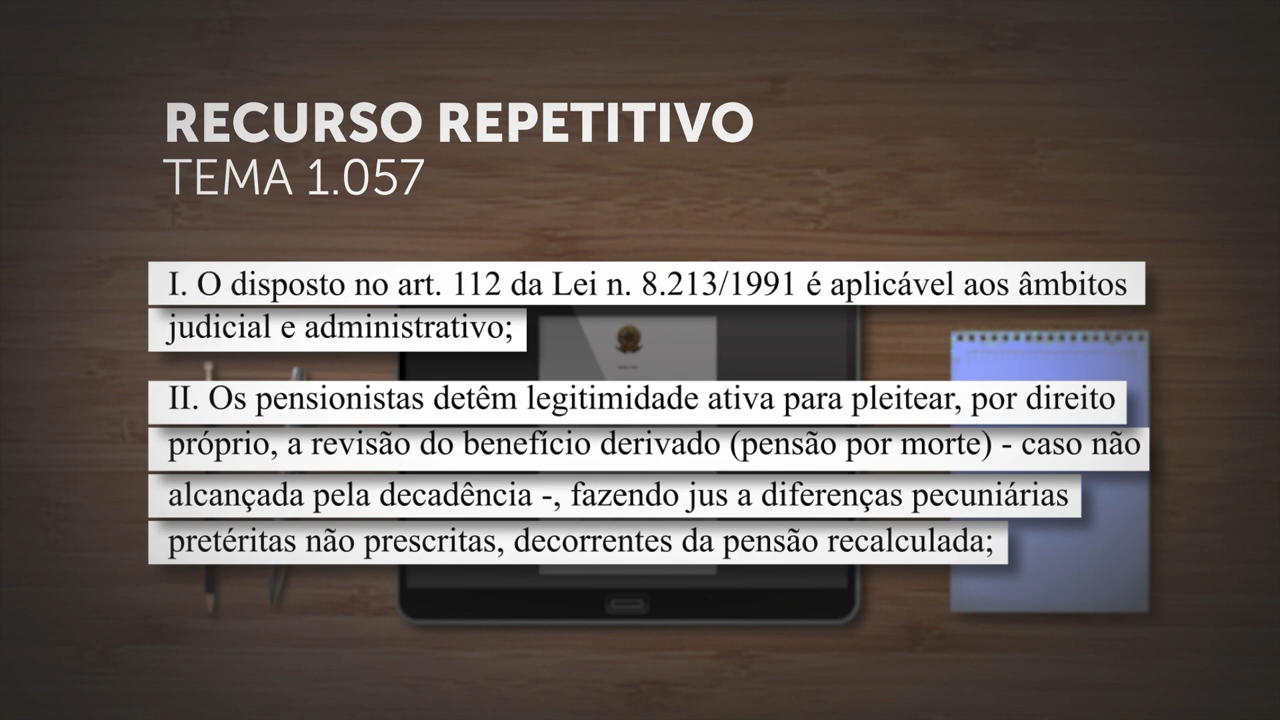 RECURSO REPETITIVO
TEMA 1.057
I. O disposto no art. 112 da Lei n. 8.213/1991 é aplicável aos âmbitos
judicial e administrativo;
II. Os pensionistas detêm legitimidade ativa para pleitear, por direito
próprio, a revisão do benefício derivado (pensão por morte) - caso não
alcançada pela decadência -, fazendo jus a diferenças pecuniárias
pretéritas não prescritas, decorrentes da pensão recalculada;